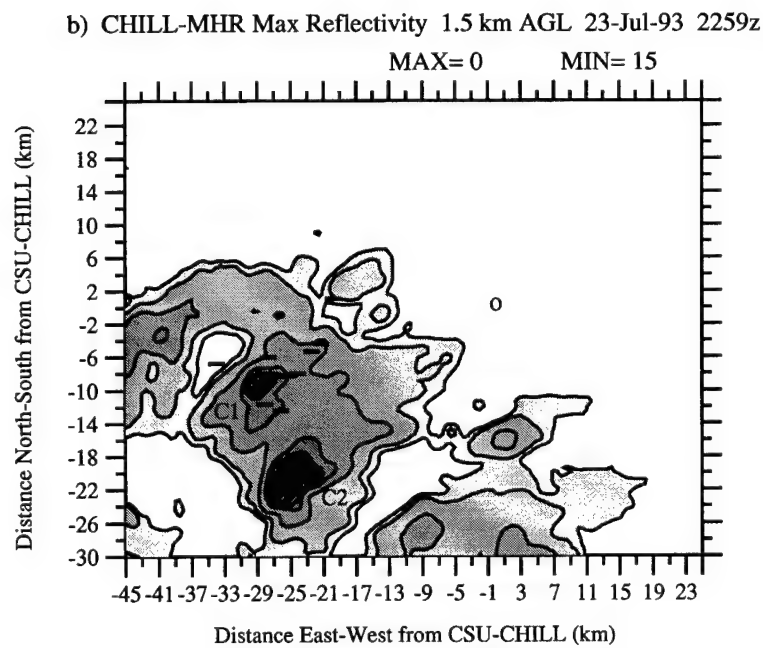 b) CHILL-MHR Max Reflectivity 1.5 km AGL 23-Jul-93 2259z
MAX= 0 MIN= 15
Distance North-South from CSU-CHILL (km)
22
18
14
10
6
2
-2
-6
-10
-14
-18
-22
-26
-30
o
C1
C2
-45 -41 -37 -33 -29 -25 -21 -17 -13 -9 -5 -1 3 7 11 15 19 23
Distance East-West from CSU-CHILL (km)